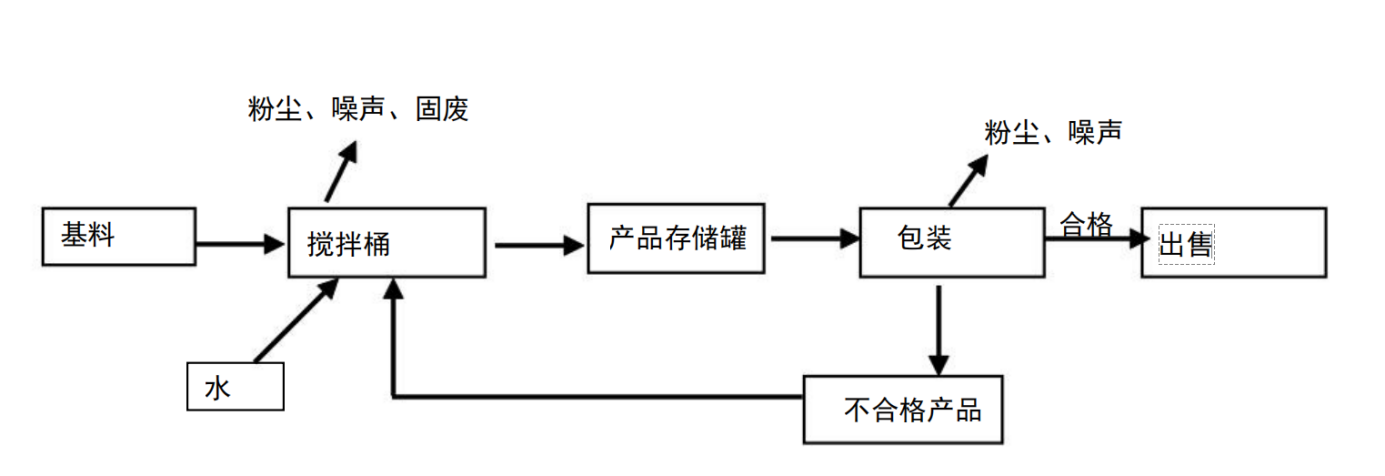 粉尘、噪声、固废
粉尘、噪声
基料
搅拌桶
产品存储罐
包装
合格
出售
水
不合格产品